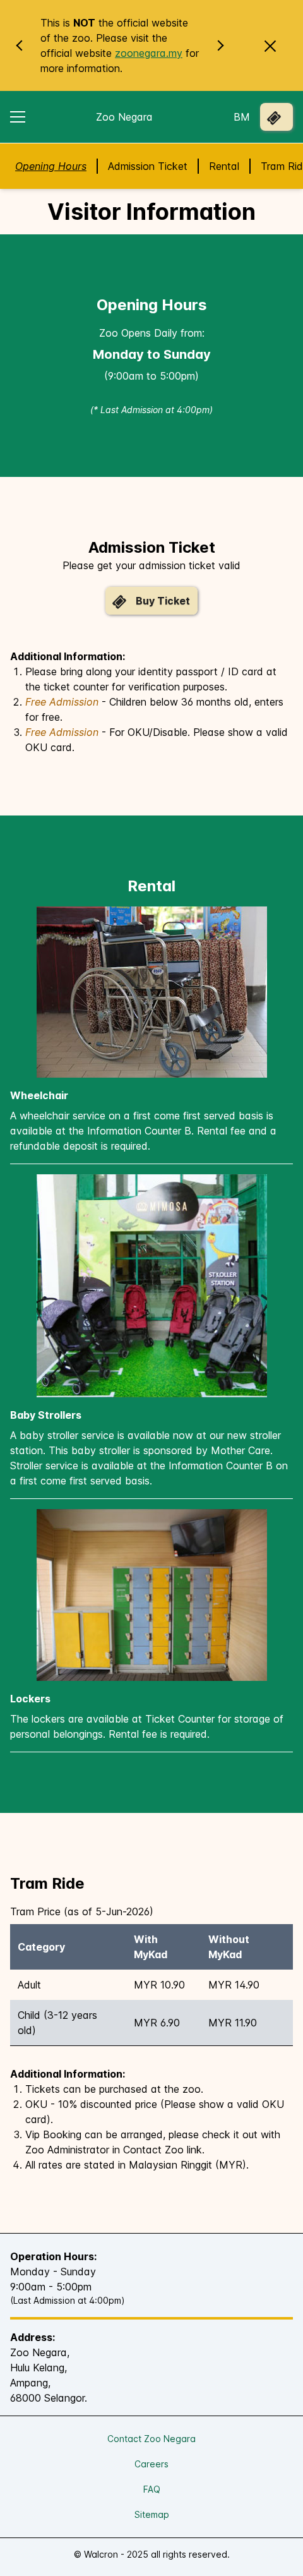 This is NOT the official website
of the zoo. Please visit the
official website zoonegara.my for
more information.
Zoo Negara
BM
Opening Hours
Admission Ticket
Rental
Tram Rid
Visitor Information
Opening Hours
Zoo Opens Daily from:
Monday to Sunday
(9:00am to 5:00pm)
(* Last Admission at 4:00pm)
Admission Ticket
Please get your admission ticket valid
Buy Ticket
Additional Information:
1. Please bring along your identity passport / ID card at
the ticket counter for verification purposes.
2. Free Admission - Children below 36 months old, enters
for free.
3. Free Admission - For OKU/Disable. Please show a valid
OKU card.
Rental
Wheelchair
A wheelchair service on a first come first served basis is
available at the Information Counter B. Rental fee and a
refundable deposit is required.
MIMOSA
STROLLER
STATION
Baby Strollers
A baby stroller service is available now at our new stroller
station. This baby stroller is sponsored by Mother Care.
Stroller service is available at the Information Counter B on
a first come first served basis.
Lockers
The lockers are available at Ticket Counter for storage of
personal belongings. Rental fee is required.
Tram Ride
Tram Price (as of 5-Jun-2026)
Category
With
MyKad
Without
MyKad
Adult
MYR 10.90
MYR 14.90
Child (3-12 years
old)
MYR 6.90
MYR 11.90
Additional Information:
1. Tickets can be purchased at the zoo.
2. OKU - 10% discounted price (Please show a valid OKU
card).
3. Vip Booking can be arranged, please check it out with
Zoo Administrator in Contact Zoo link.
4. All rates are stated in Malaysian Ringgit (MYR).
Operation Hours:
Monday - Sunday
9:00am - 5:00pm
(Last Admission at 4:00pm)
Address:
Zoo Negara,
Hulu Kelang,
Ampang,
68000 Selangor.
Contact Zoo Negara
Careers
FAQ
Sitemap
© Walcron - 2025 all rights reserved.